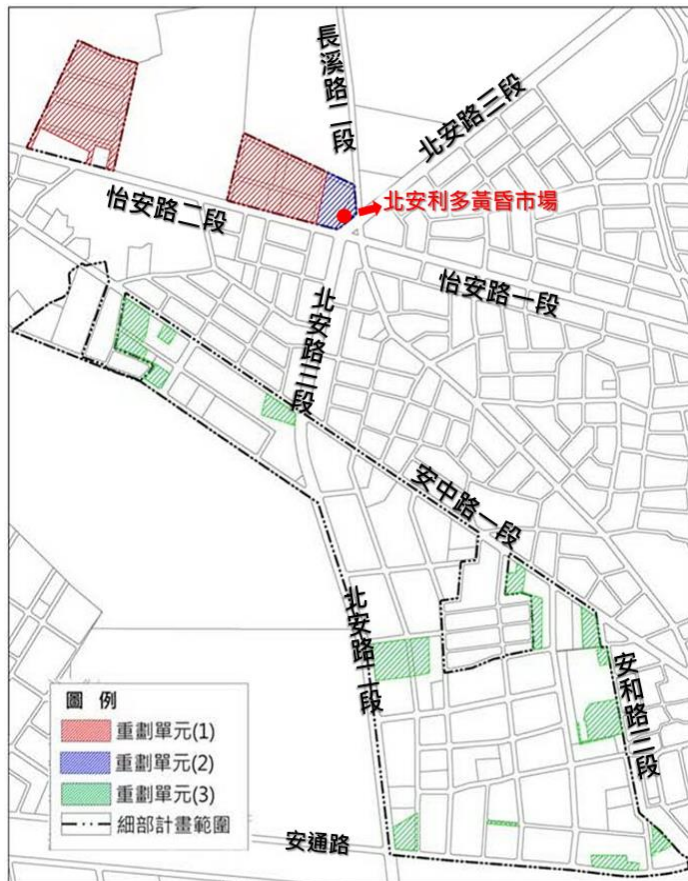 長溪路二段
北安路三段
北安利多黃昏市場
怡安路二段
怡安路一段
北安路三段
安中路一段
北安路二段
安和路三段
圖 例
重劃單元(1)
重劃單元(2)
重劃單元(3)
細部計畫範圍
安通路